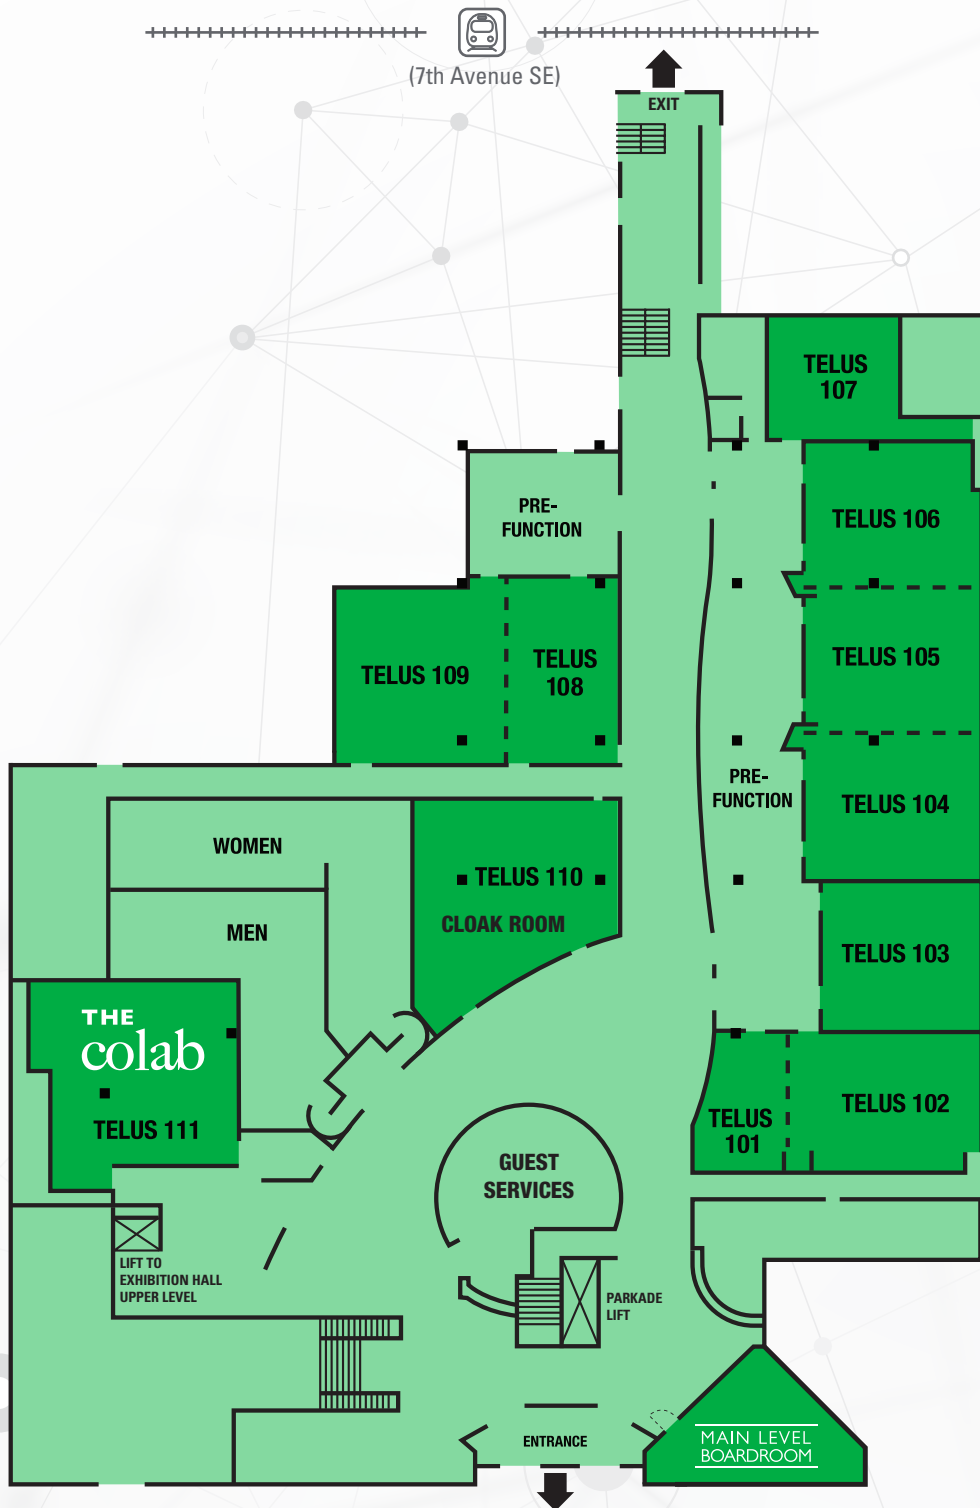 (7th Avenue SE)
EXIT
TELUS
107
PRE-
FUNCTION
TELUS 106
TELUS 109
TELUS
108
TELUS 105
PRE-
FUNCTION
TELUS 104
WOMEN
TELUS 110
CLOAK ROOM
MEN
TELUS 103
THE
colab
TELUS 111
TELUS
101
TELUS 102
GUEST
SERVICES
LIFT TO
EXHIBITION HALL
UPPER LEVEL
PARKADE
LIFT
ENTRANCE
MAIN LEVEL
BOARDROOM